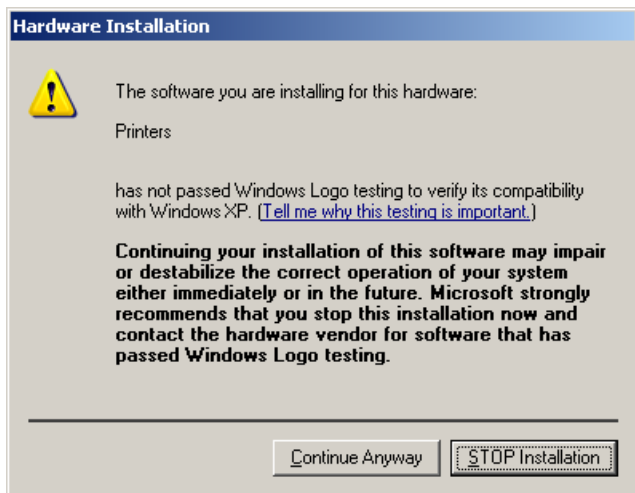 Hardware Installation
The software you are installing for this hardware:
Printers
has not passed Windows Logo testing to verify its compatibility
with Windows XP. (Tell me why this testing is important.)
Continuing your installation of this software may impair
or destabilize the correct operation of your system
either immediately or in the future. Microsoft strongly
recommends that you stop this installation now and
contact the hardware vendor for software that has
passed Windows Logo testing.
Continue Anyway
STOP Installation